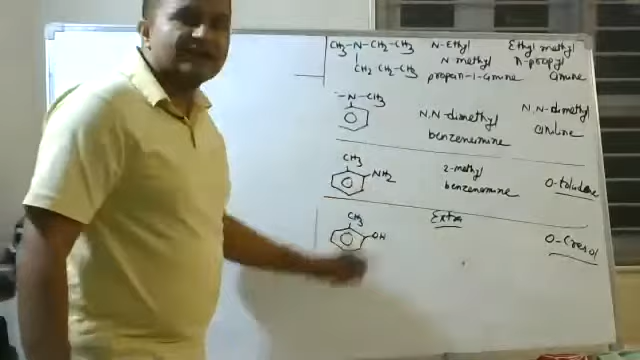 CH3-N-CH2-CH3 N-Ethyl Ethyl methyl
N methyl n-propyl
CH2 CH2 CH3 propan-1-amine amine
-N-CH3 N,N-dimethyl N,N-dimethyl
benzenamine aniline
CH3
NH2 2-methyl
benzenamine O-toludene
CH3 Extra
OH O-Cresol